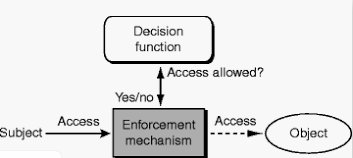 Decision
function
Access allowed?
Yes/no
Access
Access
Subject
Enforcement
mechanism
Object